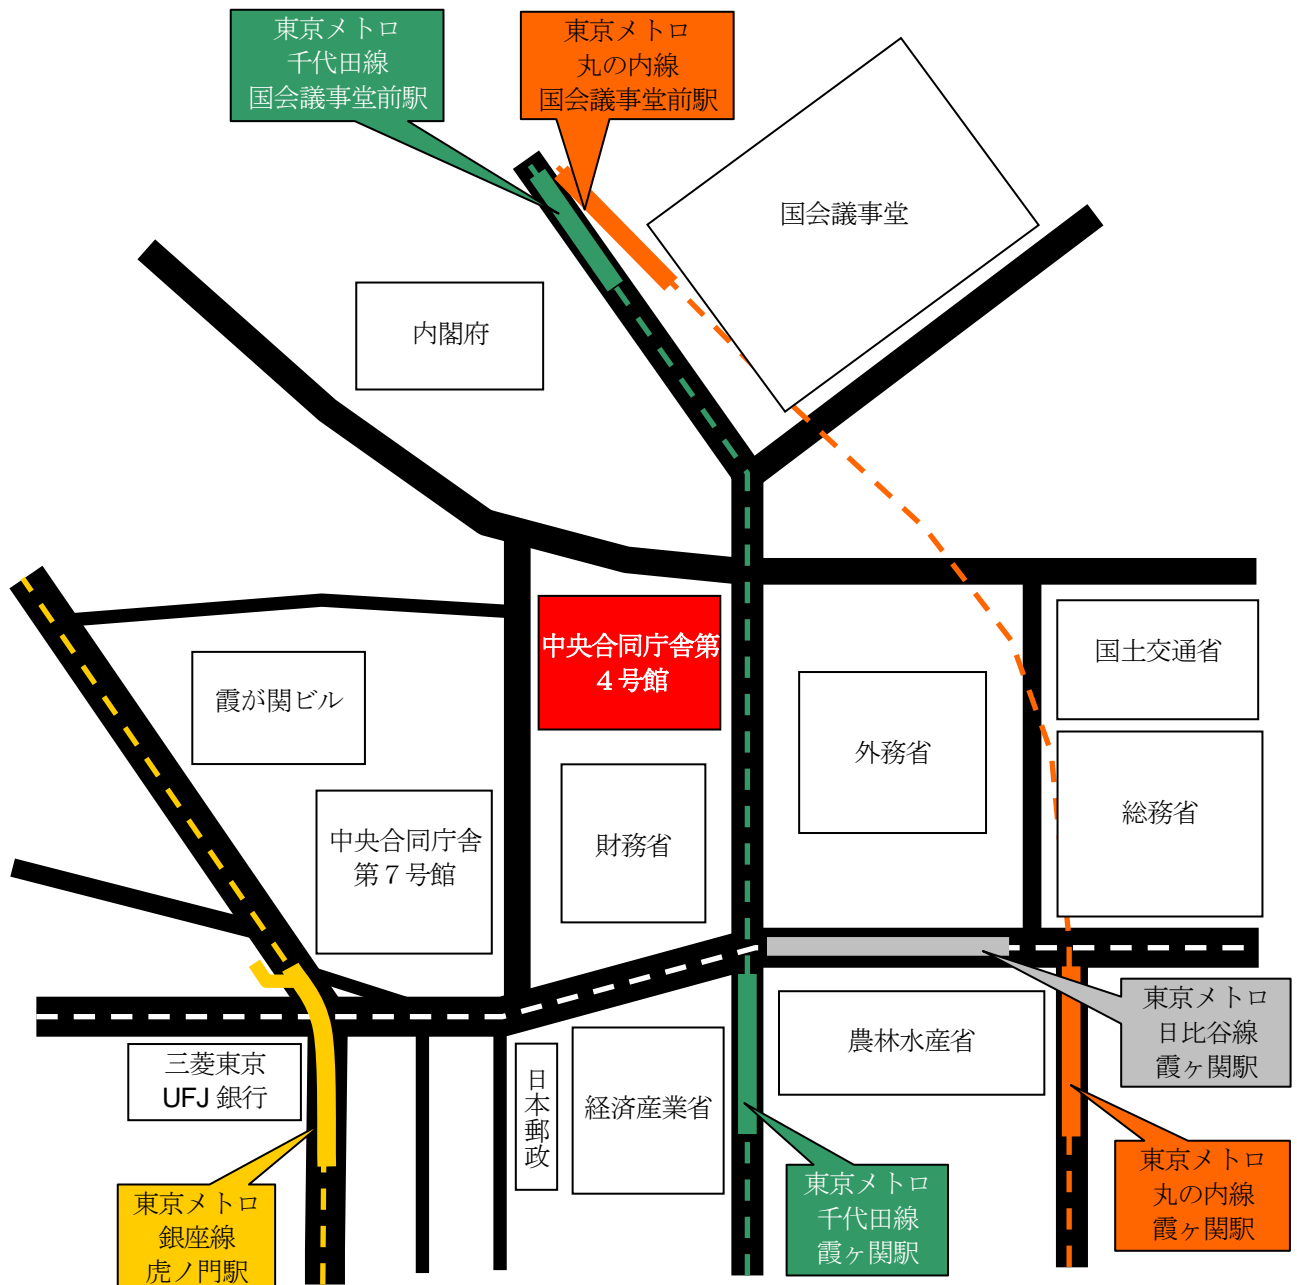 東京メトロ
千代田線
国会議事堂前駅
東京メトロ
丸の内線
国会議事堂前駅
国会議事堂
内閣府
中央合同庁舎第
４号館
国土交通省
霞が関ビル
外務省
総務省
中央合同庁舎
第７号館
財務省
東京メトロ
日比谷線
霞ヶ関駅
農林水産省
三菱東京
UFJ 銀行
日本郵政
経済産業省
東京メトロ
丸の内線
霞ヶ関駅
東京メトロ
千代田線
霞ヶ関駅
東京メトロ
銀座線
虎ノ門駅